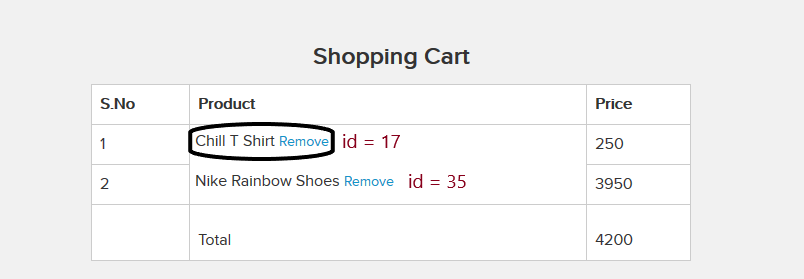 Shopping Cart
S.No Product Price
1 Chill T Shirt Remove id = 17 250
2 Nike Rainbow Shoes Remove id = 35 3950
Total 4200